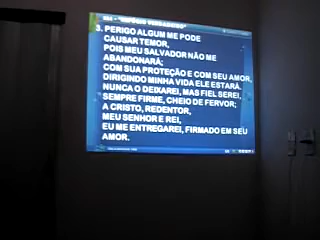 "REFÚGIO VERDADEIRO"
3. PERIGO ALGUM ME PODE
CAUSAR TEMOR,
POIS MEU SALVADOR NÃO ME
ABANDONARÁ;
COM SUA PROTEÇÃO E COM SEU AMOR,
DIRIGINDO MINHA VIDA ELE ESTARÁ.
NUNCA O DEIXAREI, MAS FIEL SEREI,
SEMPRE FIRME, CHEIO DE FERVOR;
A CRISTO, REDENTOR,
MEU SENHOR E REI,
EU ME ENTREGAREI, FIRMADO EM SEU
AMOR.